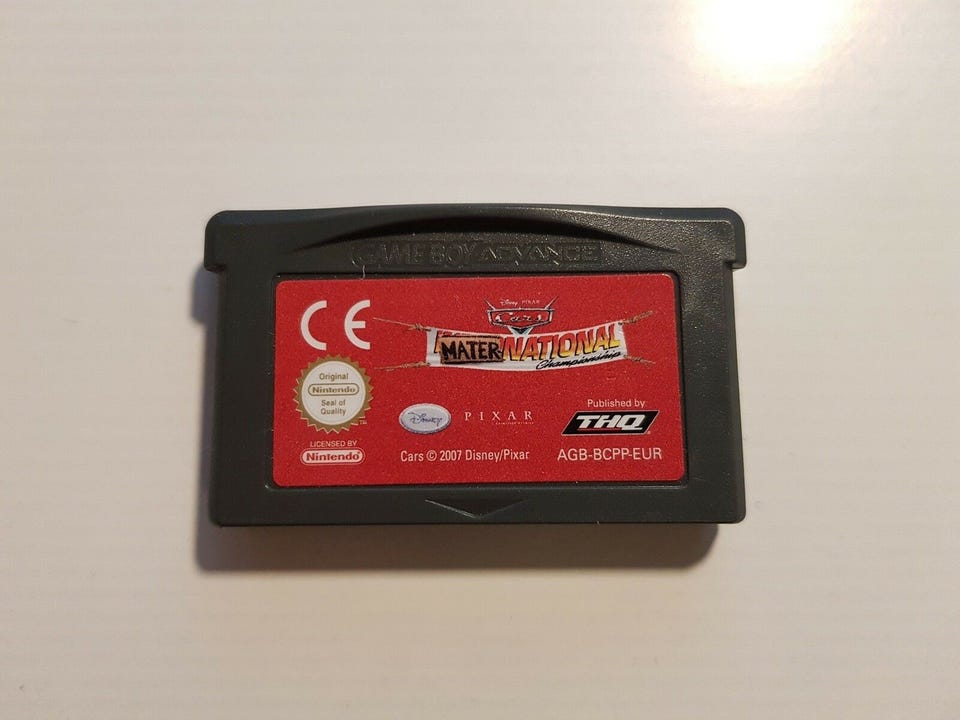 GAME BOY ADVANCE
CE
Disney PIXAR
Cars
MATER-NATIONAL
Championship
Original
Nintendo
Seal of
Quality
TM
LICENSED BY
Nintendo
Disney
PIXAR
Cars © 2007 Disney/Pixar
Published by
THQ
AGB-BCPP-EUR